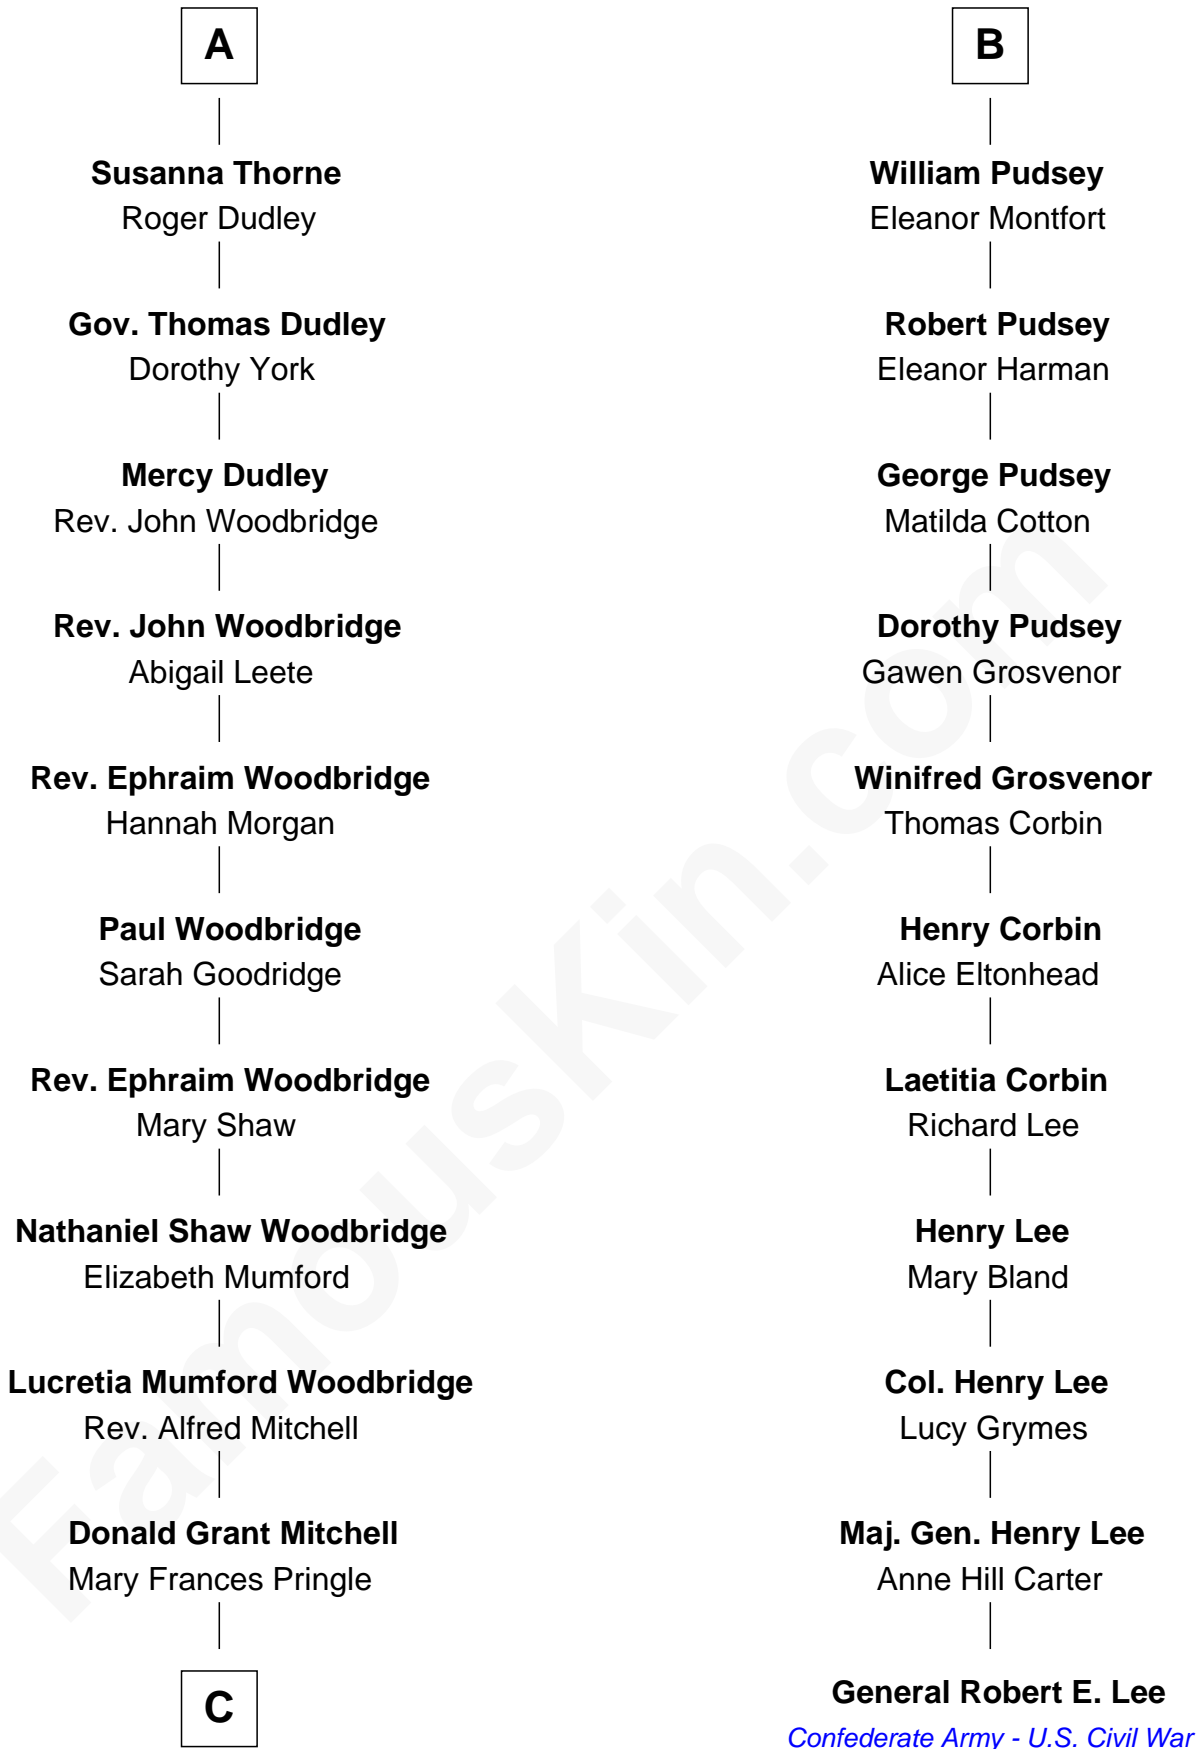 A
Susanna Thorne
Roger Dudley
Gov. Thomas Dudley
Dorothy York
Mercy Dudley
Rev. John Woodbridge
Rev. John Woodbridge
Abigail Leete
Rev. Ephraim Woodbridge
Hannah Morgan
Paul Woodbridge
Sarah Goodridge
Rev. Ephraim Woodbridge
Mary Shaw
Nathaniel Shaw Woodbridge
Elizabeth Mumford
Lucretia Mumford Woodbridge
Rev. Alfred Mitchell
Donald Grant Mitchell
Mary Frances Pringle
C
B
William Pudsey
Eleanor Montfort
Robert Pudsey
Eleanor Harman
George Pudsey
Matilda Cotton
Dorothy Pudsey
Gawen Grosvenor
Winifred Grosvenor
Thomas Corbin
Henry Corbin
Alice Eltonhead
Laetitia Corbin
Richard Lee
Henry Lee
Mary Bland
Col. Henry Lee
Lucy Grymes
Maj. Gen. Henry Lee
Anne Hill Carter
General Robert E. Lee
Confederate Army - U.S. Civil War
FamousKin.com